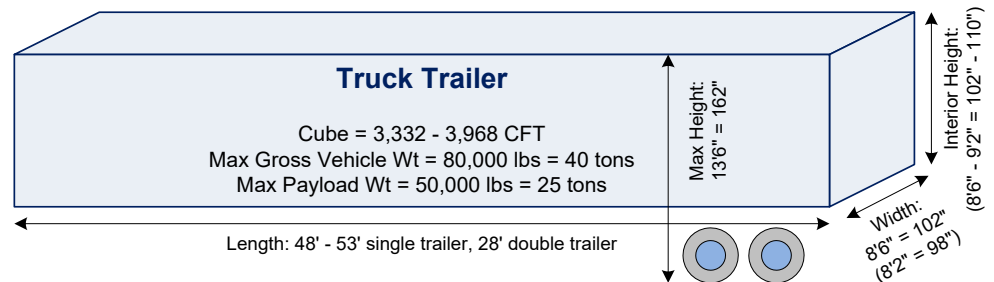 Truck Trailer
Cube = 3,332 - 3,968 CFT
Max Gross Vehicle Wt = 80,000 lbs = 40 tons
Max Payload Wt = 50,000 lbs = 25 tons
Length: 48' - 53' single trailer, 28' double trailer
Max Height:
13'6" = 162"
Width:
8'6" = 102"
(8'2" = 98")
Interior Height:
(8'6" - 9'2" = 102" - 110")